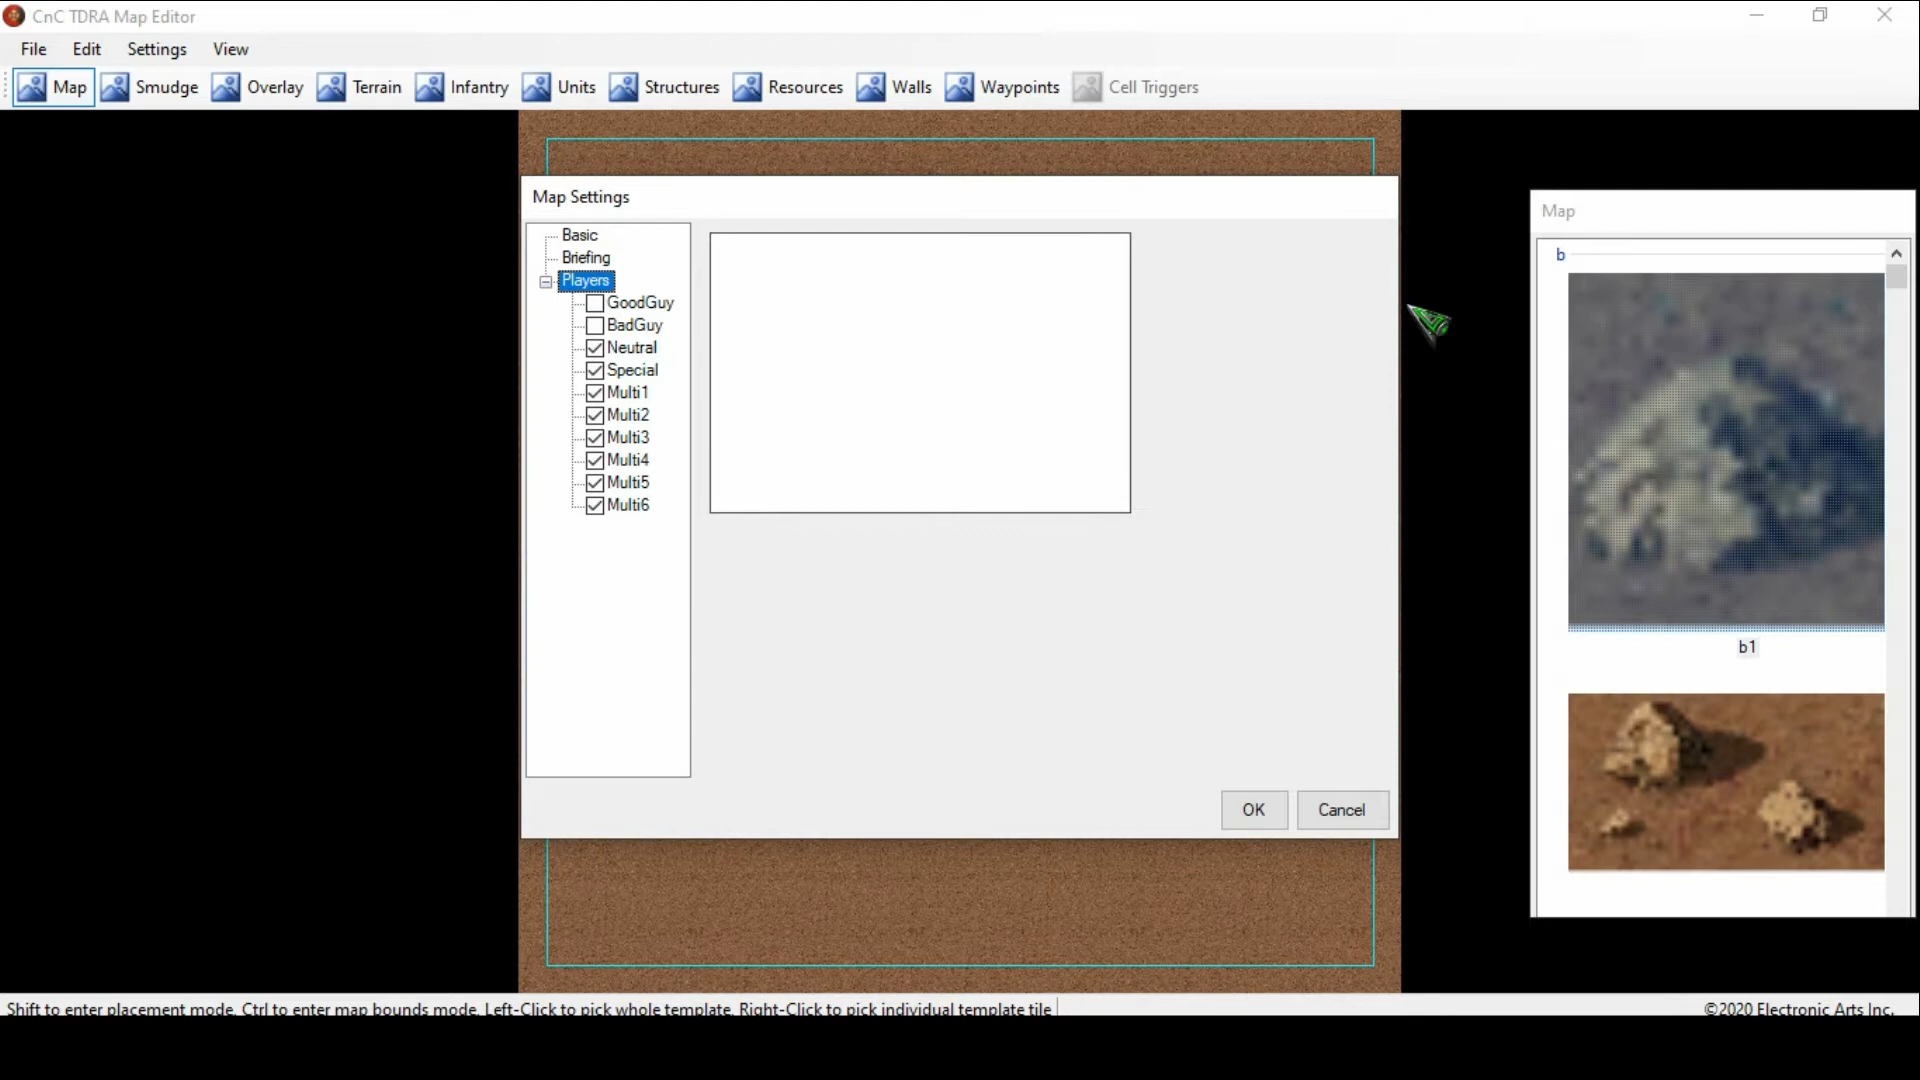 CnC TDRA Map Editor
File Edit Settings View
Map Smudge Overlay Terrain Infantry Units Structures Resources Walls Waypoints Cell Triggers
Map Settings
Basic
Briefing
Players
GoodGuy
BadGuy
Neutral
Special
Multi1
Multi2
Multi3
Multi4
Multi5
Multi6
OK Cancel
Map
b
b1
Shift to enter placement mode, Ctrl to enter map bounds mode, Left-Click to pick whole template, Right-Click to pick individual template tile
©2020 Electronic Arts Inc.